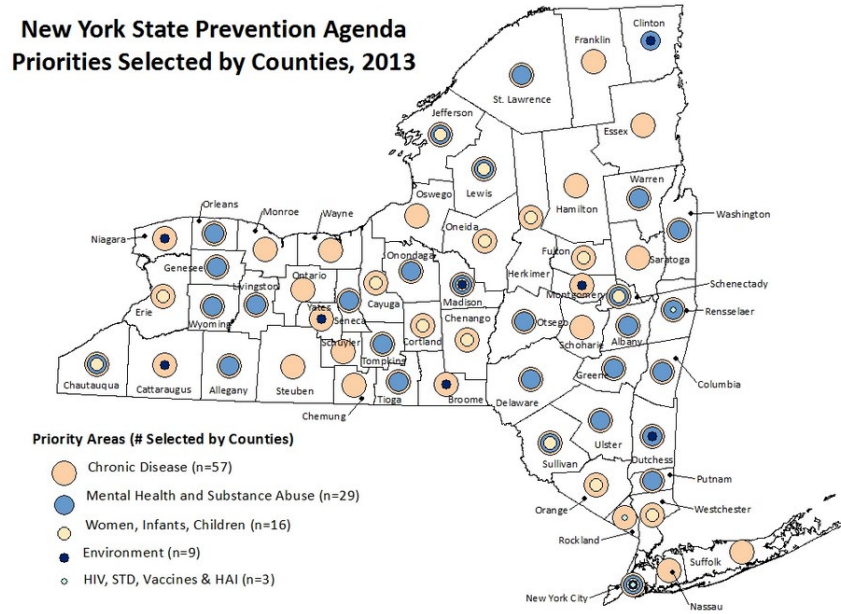 New York State Prevention Agenda
Priorities Selected by Counties, 2013
Clinton
Franklin
St. Lawrence
Jefferson
Essex
Lewis
Warren
Oswego
Hamilton
Washington
Orleans
Monroe
Wayne
Oneida
Niagara
Fulton
Saratoga
Genesee
Onondaga
Herkimer
Schenectady
Ontario
Livingston
Cayuga
Madison
Montgomery
Erie
Wyoming
Yates
Seneca
Rensselaer
Chenango
Otsego
Cortland
Schoharie
Albany
Schuyler
Tompkins
Chautauqua
Cattaraugus
Allegany
Steuben
Tioga
Broome
Delaware
Greene
Columbia
Chemung
Ulster
Dutchess
Sullivan
Putnam
Orange
Westchester
Rockland
Suffolk
New York City
Nassau
Priority Areas (# Selected by Counties)
Chronic Disease (n=57)
Mental Health and Substance Abuse (n=29)
Women, Infants, Children (n=16)
Environment (n=9)
HIV, STD, Vaccines & HAI (n=3)